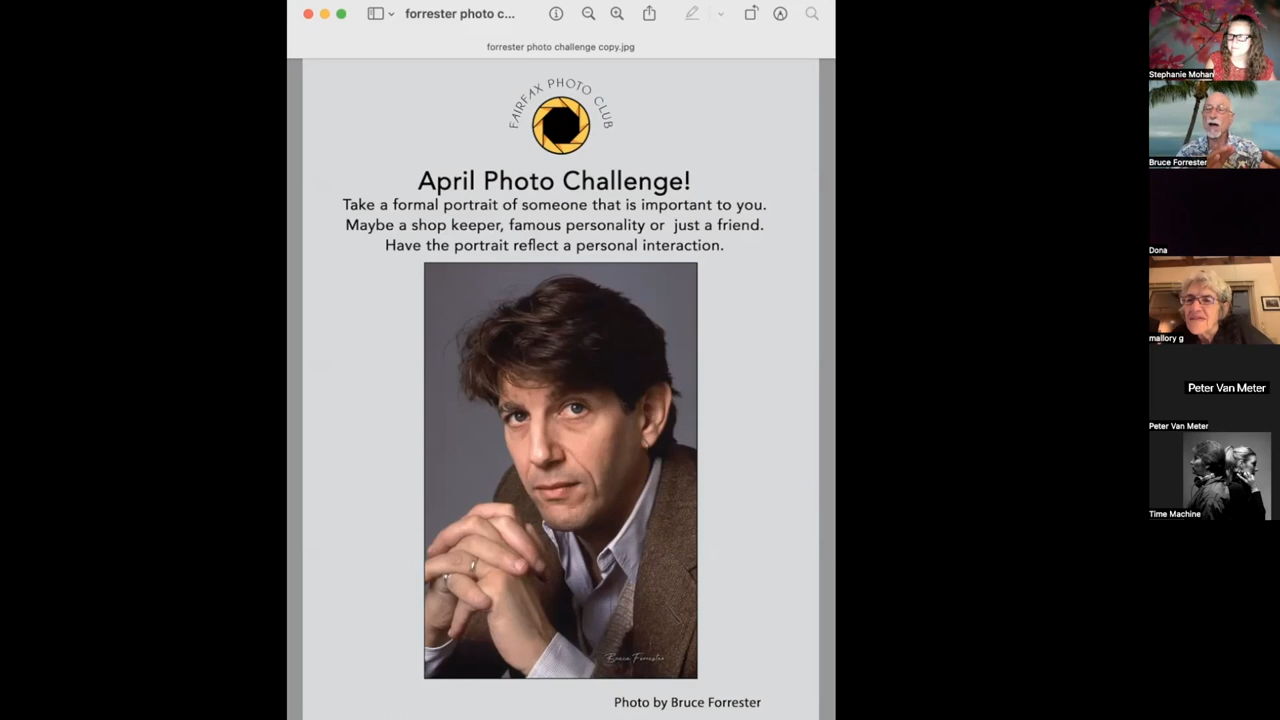 forrester photo c...
forrester photo challenge copy.jpg
FAIRFAX PHOTO CLUB
April Photo Challenge!
Take a formal portrait of someone that is important to you.
Maybe a shop keeper, famous personality or just a friend.
Have the portrait reflect a personal interaction.
Bruce Forrester
Photo by Bruce Forrester
Stephanie Mohan
Bruce Forrester
Dona
mallory g
Peter Van Meter
Peter Van Meter
Time Machine